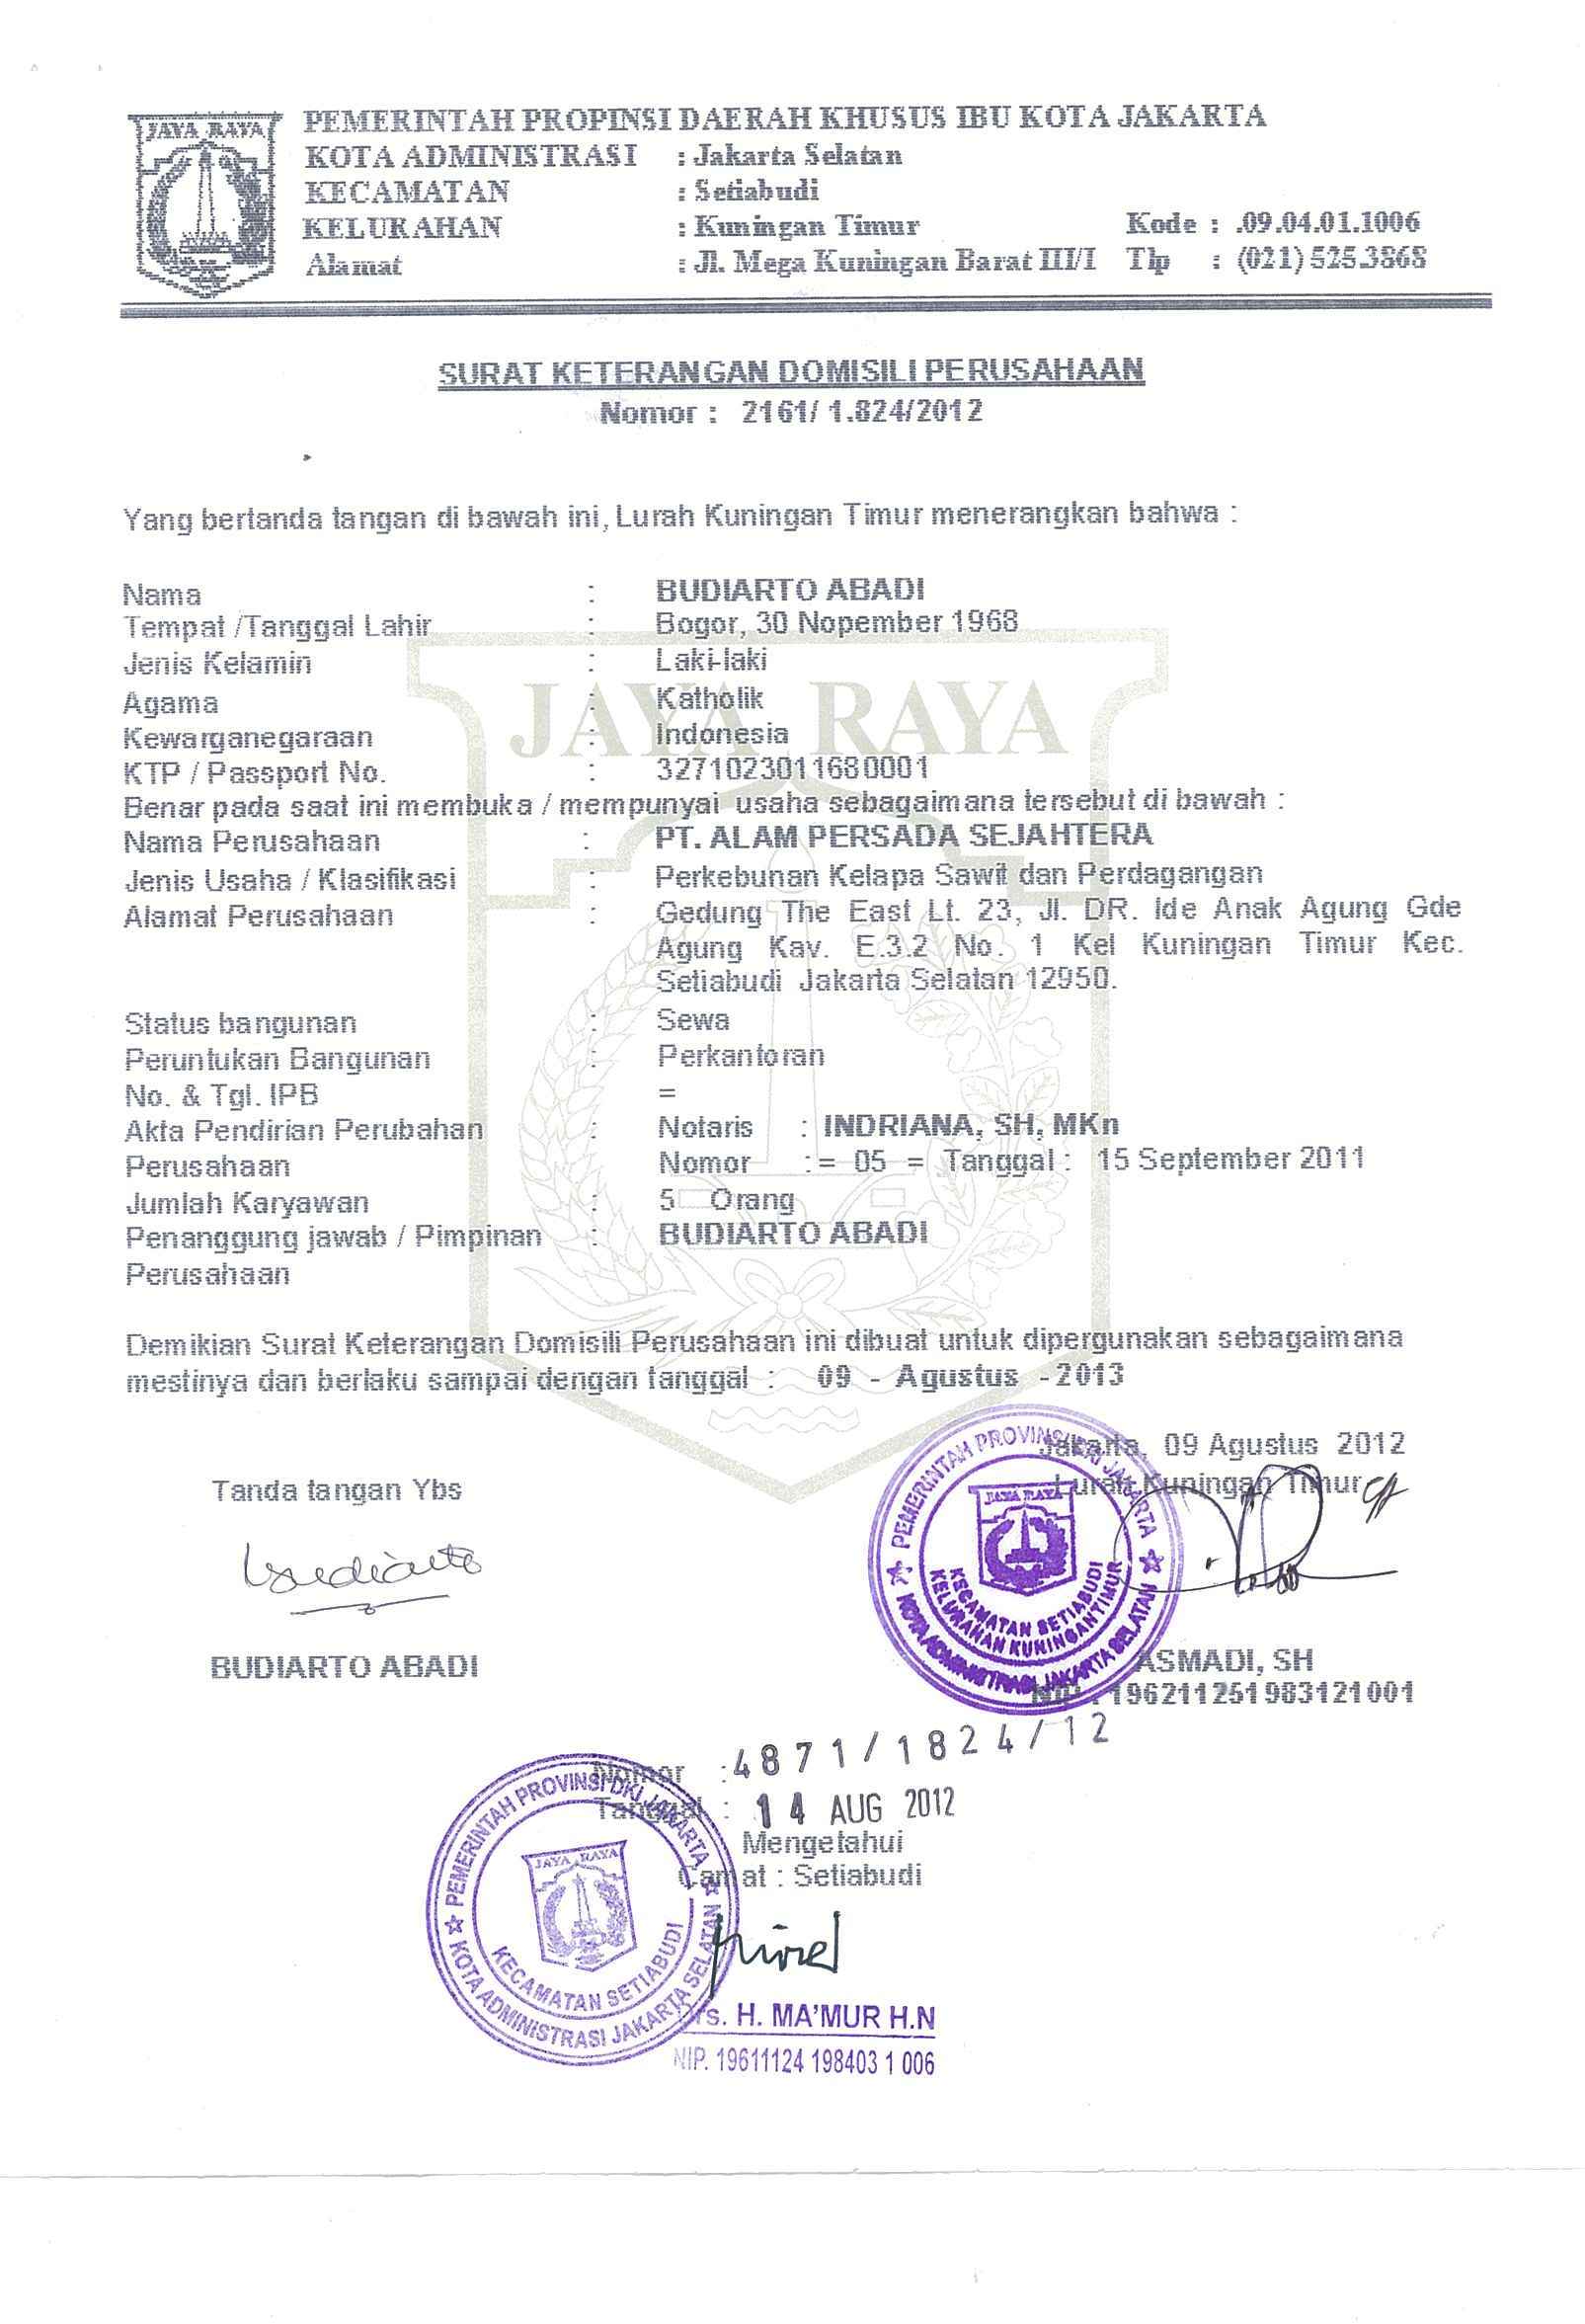 JAYA RAYA
PEMERINTAH PROPINSI DAERAH KHUSUS IBU KOTA JAKARTA
KOTA ADMINISTRASI : Jakarta Selatan
KECAMATAN : Setiabudi
KELURAHAN : Kuningan Timur Kode : .09.04.01.1006
Alamat : Jl. Mega Kuningan Barat III/I Tlp : (021) 525.3868
SURAT KETERANGAN DOMISILI PERUSAHAAN
Nomor : 2161/ 1.824/2012
Yang bertanda tangan di bawah ini, Lurah Kuningan Timur menerangkan bahwa :
Nama : BUDIARTO ABADI
Tempat /Tanggal Lahir : Bogor, 30 Nopember 1968
Jenis Kelamin : Laki-laki
JAYA RAYA
Agama : Katholik
Kewarganegaraan : Indonesia
KTP / Passport No. : 3271023011680001
Benar pada saat ini membuka / mempunyai usaha sebagaimana tersebut di bawah :
Nama Perusahaan : PT. ALAM PERSADA SEJAHTERA
Jenis Usaha / Klasifikasi : Perkebunan Kelapa Sawit dan Perdagangan
Alamat Perusahaan : Gedung The East Lt. 23, Jl. DR. Ide Anak Agung Gde
Agung Kav. E.3.2 No. 1 Kel Kuningan Timur Kec.
Setiabudi Jakarta Selatan 12950.
Status bangunan : Sewa
Peruntukan Bangunan : Perkantoran
No. & Tgl. IPB =
Akta Pendirian Perubahan : Notaris : INDRIANA, SH, MKn
Perusahaan Nomor := 05 = Tanggal : 15 September 2011
Jumlah Karyawan : 5 Orang
Penanggung jawab / Pimpinan : BUDIARTO ABADI
Perusahaan
Demikian Surat Keterangan Domisili Perusahaan ini dibuat untuk dipergunakan sebagaimana
mestinya dan berlaku sampai dengan tanggal : 09 - Agustus - 2013
Jakarta, 09 Agustus 2012
Tanda tangan Ybs Lurah Kuningan Timur
PEMERINTAH PROVINSI DKI JAKARTA
JAYA RAYA
KECAMATAN SETIABUDI
KELURAHAN KUNINGAN TIMUR
KOTA ADMINISTRASI JAKARTA SELATAN
budiarto
BUDIARTO ABADI ASMADI, SH
NIP : 196211251983121001
Nomor : 4871/1824/12
Tanggal : 14 AUG 2012
Mengetahui
Camat : Setiabudi
PEMERINTAH PROVINSI DKI JAKARTA
JAYA RAYA
KECAMATAN SETIABUDI
KOTA ADMINISTRASI JAKARTA SELATAN
Drs. H. MA'MUR H.N
NIP. 19611124 198403 1 006